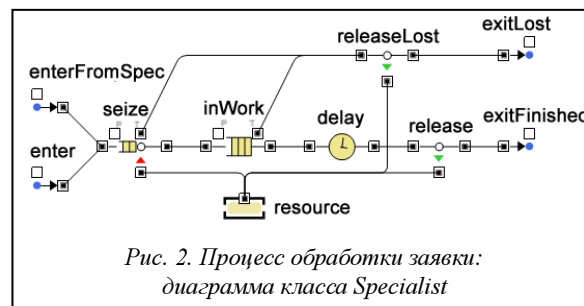 releaseLost
exitLost
enterFromSpec
seize
inWork
delay
release
exitFinished
enter
resource
Рис. 2. Процесс обработки заявки:
диаграмма класса Specialist